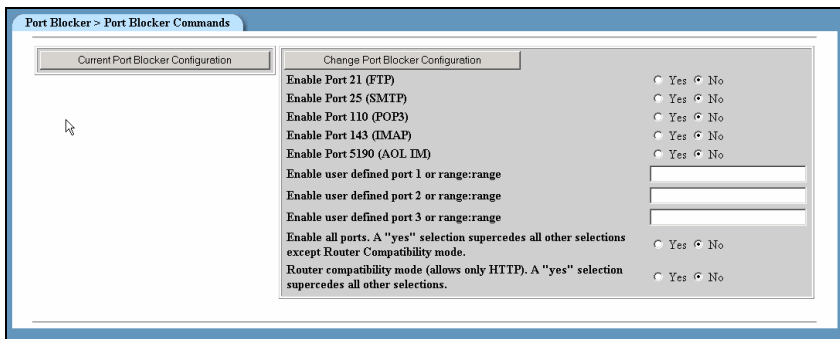 Port Blocker > Port Blocker Commands
Current Port Blocker Configuration
Change Port Blocker Configuration
Enable Port 21 (FTP) Yes No
Enable Port 25 (SMTP) Yes No
Enable Port 110 (POP3) Yes No
Enable Port 143 (IMAP) Yes No
Enable Port 5190 (AOL IM) Yes No
Enable user defined port 1 or range:range
Enable user defined port 2 or range:range
Enable user defined port 3 or range:range
Enable all ports. A "yes" selection supercedes all other selections
except Router Compatibility mode. Yes No
Router compatibility mode (allows only HTTP). A "yes" selection
supercedes all other selections. Yes No